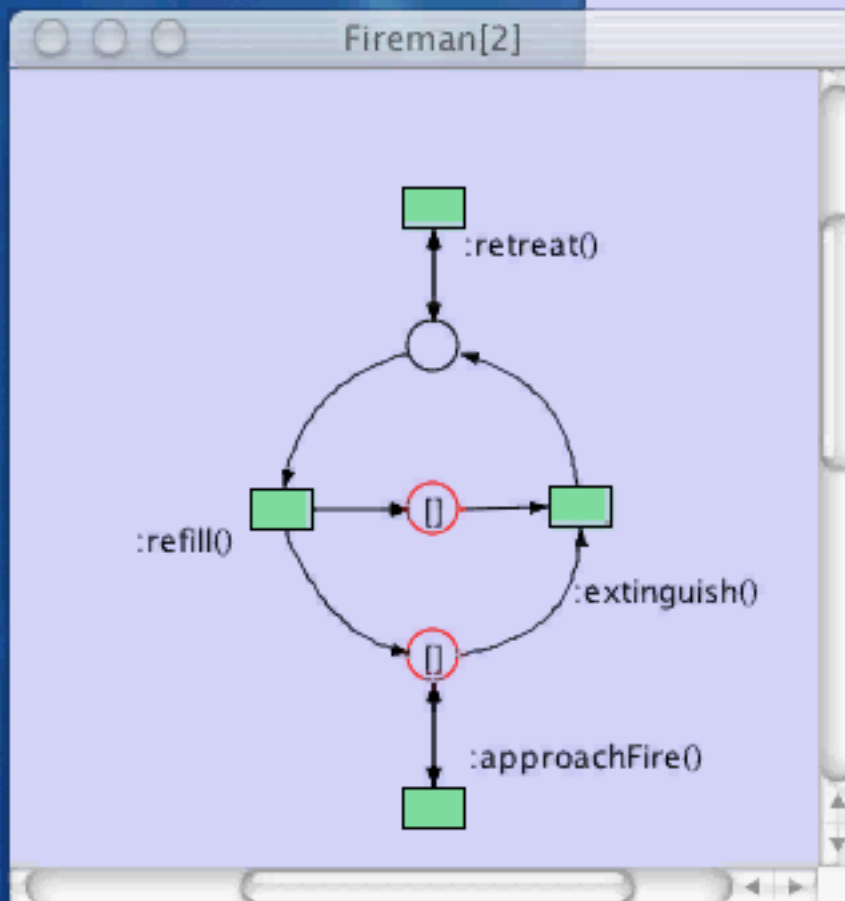 Fireman[2]
:retreat()
[]
:refill()
:extinguish()
[]
:approachFire()